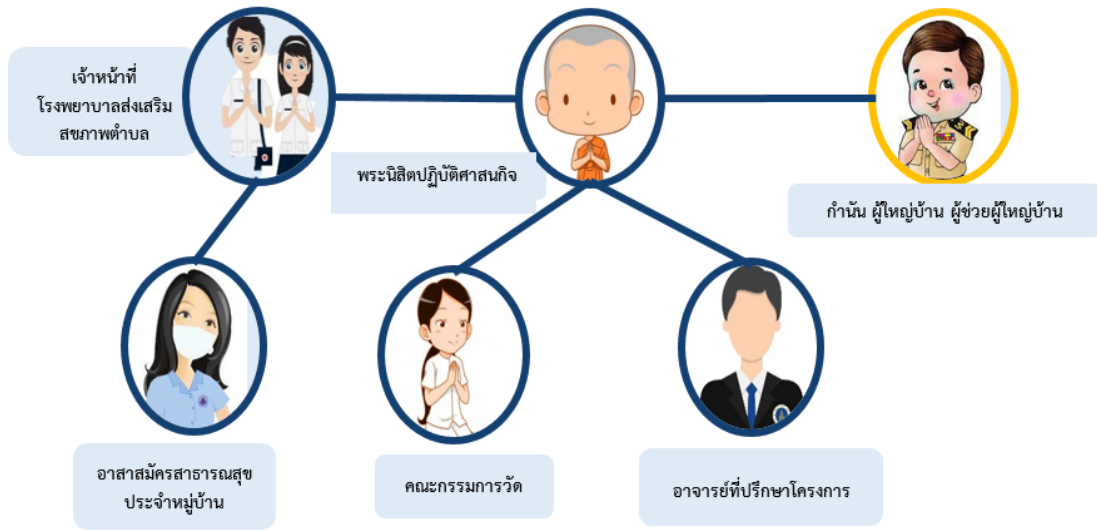 เจ้าหน้าที่
โรงพยาบาลส่งเสริม
สขภาพตำบล
พระนิสิตปฏิบัติศาสนกิจ
กำนัน ผู้ใหญ่บ้าน ผู้ช่วยผู้ใหญ่บ้าน
อาสาสมัครสาธารณสุข
ประจำหมู่บ้าน
คณะกรรมการวัด
อาจารย์ที่ปรึกษาโครงการ